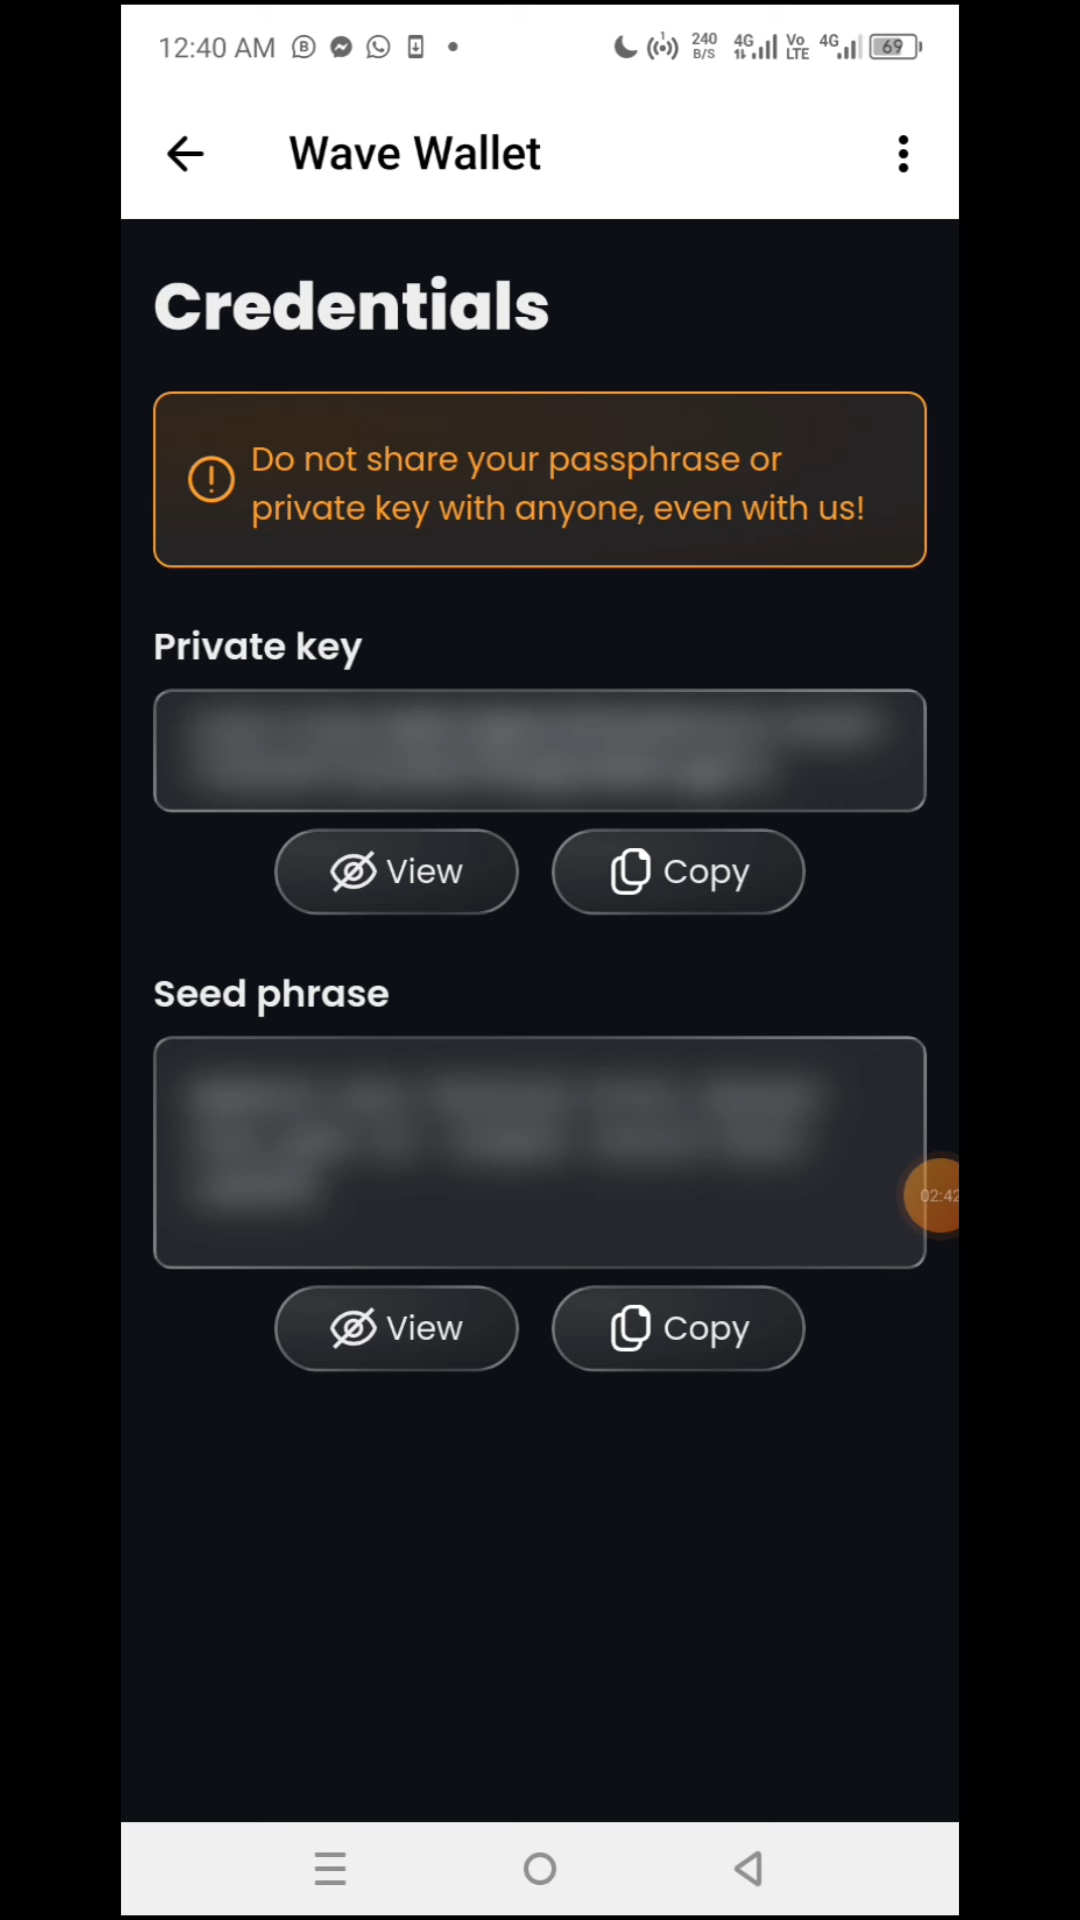 12:40 AM
240
B/S
4G
Vo
LTE
4G
69
Wave Wallet
Credentials
Do not share your passphrase or
private key with anyone, even with us!
Private key
View Copy
Seed phrase
02:42
View Copy